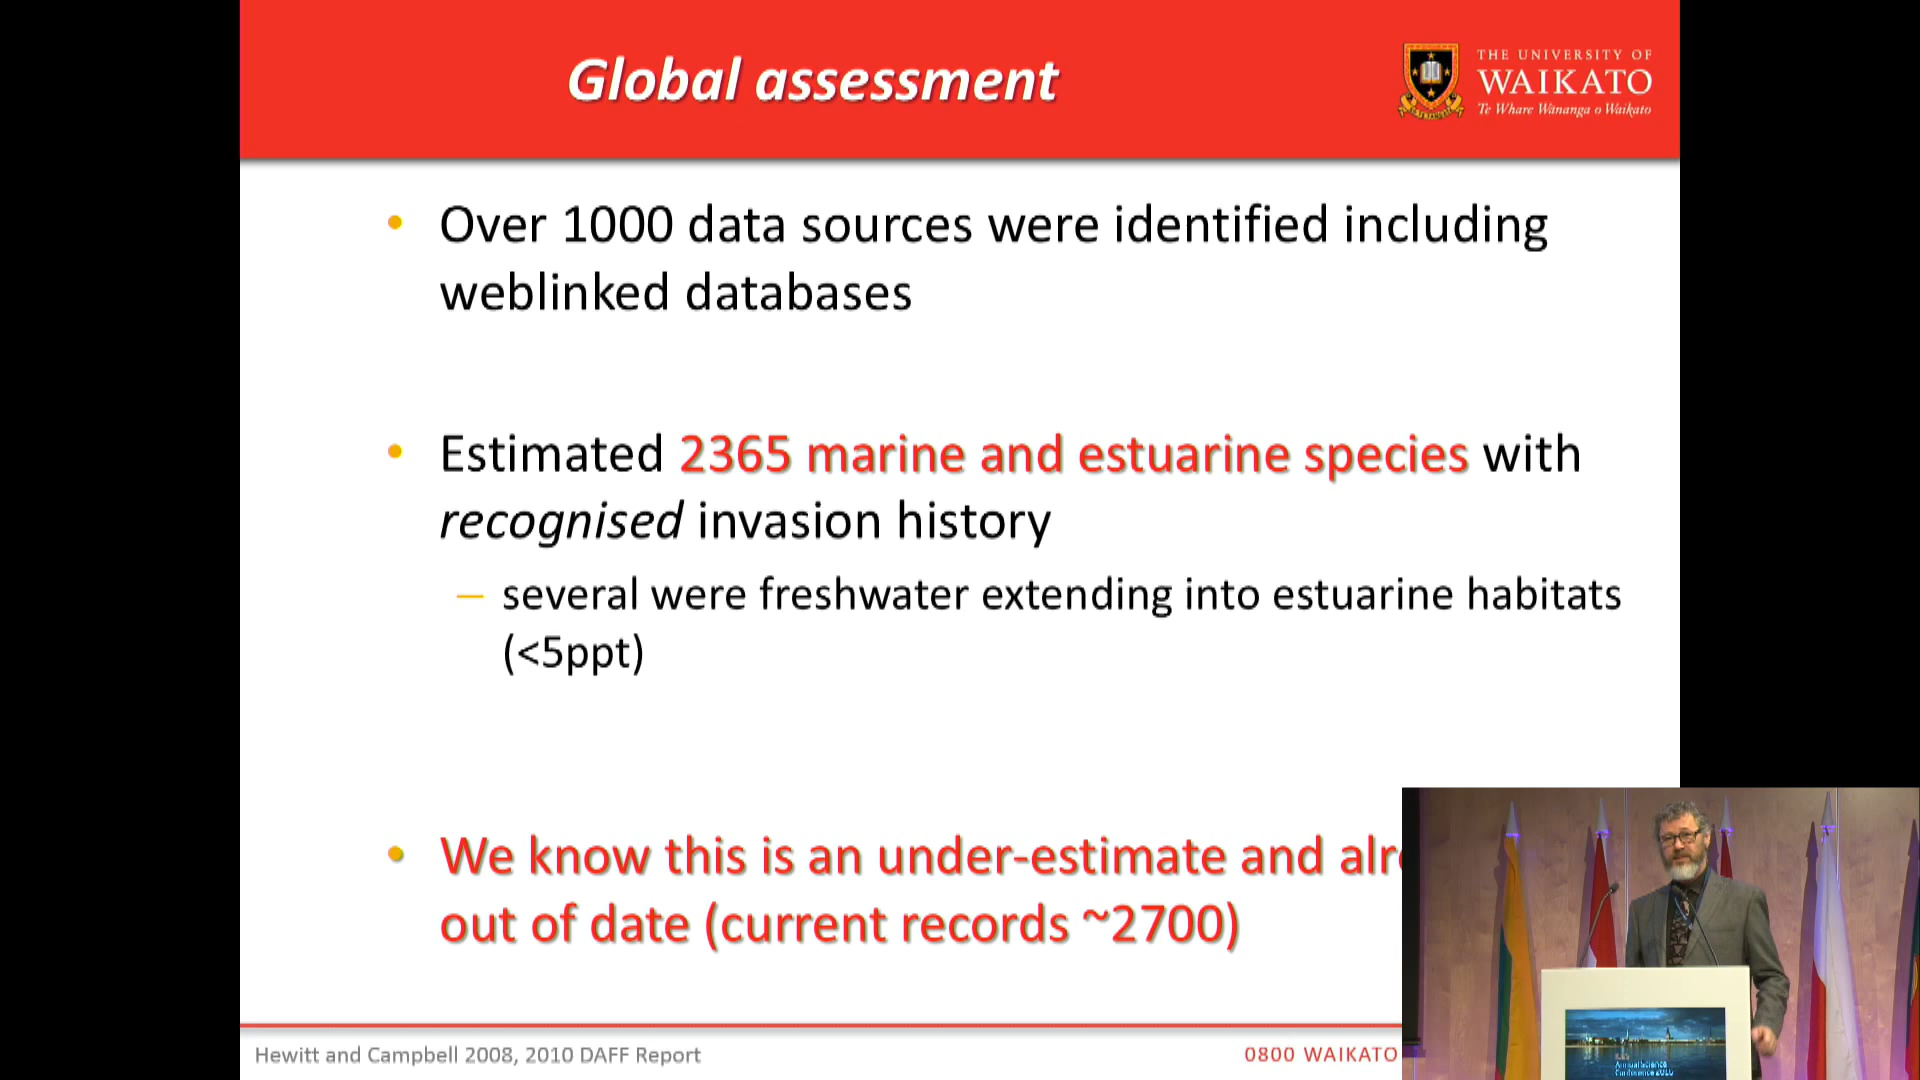 Global assessment
THE UNIVERSITY OF
WAIKATO
Te Whare Wānanga o Waikato
• Over 1000 data sources were identified including
weblinked databases
• Estimated 2365 marine and estuarine species with
recognised invasion history
– several were freshwater extending into estuarine habitats
(<5ppt)
• We know this is an under-estimate and
out of date (current records ~2700)
Hewitt and Campbell 2008, 2010 DAFF Report
0800 WAIKATO
Annual Science
Conference